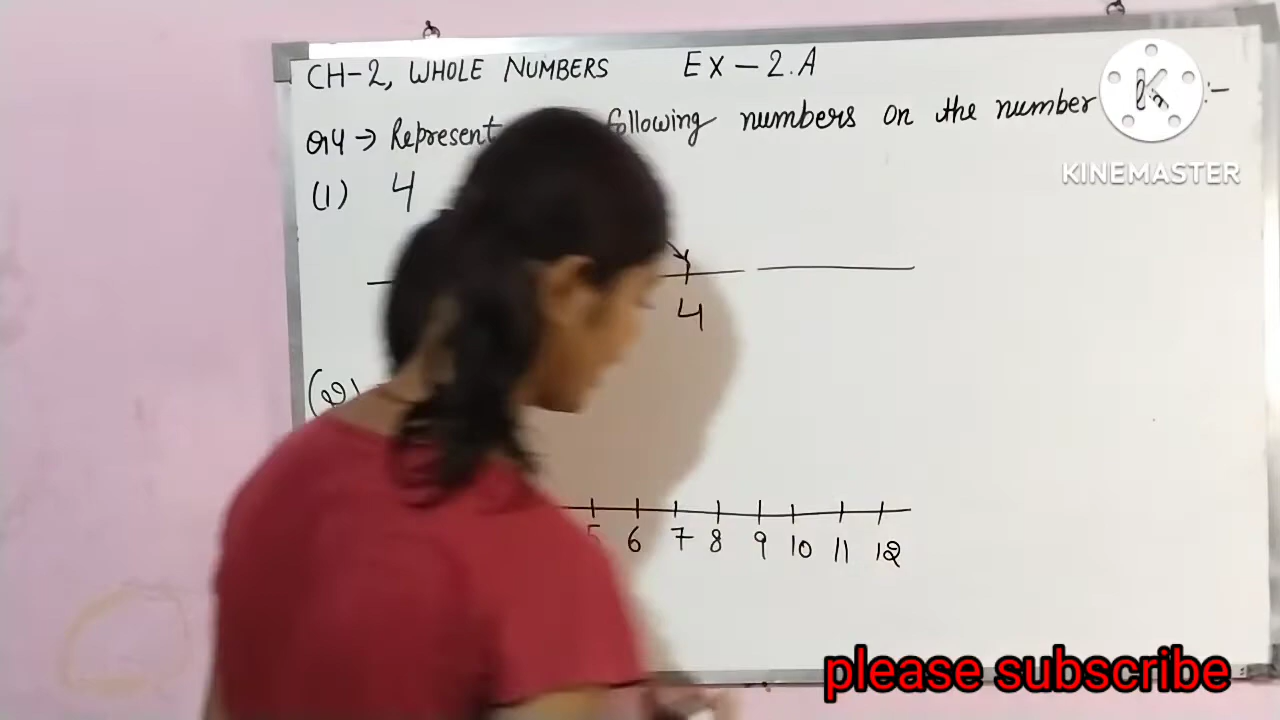 CH-2, WHOLE NUMBERS EX-2.A
Q4 → Represent following numbers on the number :-
(1) 4
4
(2)
5 6 7 8 9 10 11 12
KINEMASTER
please subscribe